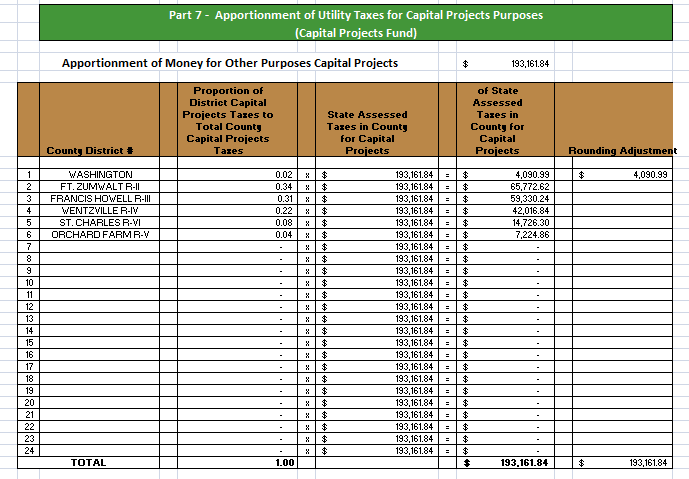 Part 7 - Apportionment of Utility Taxes for Capital Projects Purposes
(Capital Projects Fund)
Apportionment of Money for Other Purposes Capital Projects $ 193,161.84
County District #
Proportion of
District Capital
Projects Taxes to
Total County
Capital Projects
Taxes
State Assessed
Taxes in County
for Capital
Projects
of State
Assessed
Taxes in
County for
Capital
Projects
Rounding Adjustment
1 WASHINGTON 0.02 x $ 193,161.84 = $ 4,090.99 $ 4,090.99
2 FT. ZUMWALT R-II 0.34 x $ 193,161.84 = $ 65,772.62
3 FRANCIS HOWELL R-III 0.31 x $ 193,161.84 = $ 59,330.24
4 WENTZVILLE R-IV 0.22 x $ 193,161.84 = $ 42,016.84
5 ST. CHARLES R-VI 0.08 x $ 193,161.84 = $ 14,726.30
6 ORCHARD FARM R-V 0.04 x $ 193,161.84 = $ 7,224.86
7 - x $ 193,161.84 = $ -
8 - x $ 193,161.84 = $ -
9 - x $ 193,161.84 = $ -
10 - x $ 193,161.84 = $ -
11 - x $ 193,161.84 = $ -
12 - x $ 193,161.84 = $ -
13 - x $ 193,161.84 = $ -
14 - x $ 193,161.84 = $ -
15 - x $ 193,161.84 = $ -
16 - x $ 193,161.84 = $ -
17 - x $ 193,161.84 = $ -
18 - x $ 193,161.84 = $ -
19 - x $ 193,161.84 = $ -
20 - x $ 193,161.84 = $ -
21 - x $ 193,161.84 = $ -
22 - x $ 193,161.84 = $ -
23 - x $ 193,161.84 = $ -
24 - x $ 193,161.84 = $ -
TOTAL 1.00 $ 193,161.84 $ 193,161.84